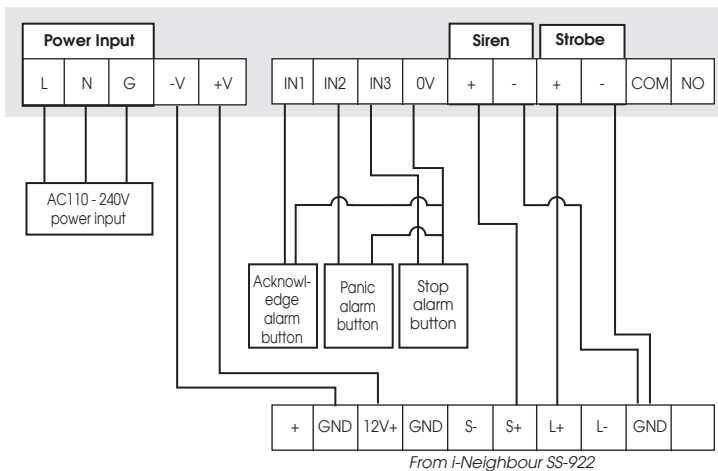 Power Input
Siren
Strobe
L N G -V +V
IN1 IN2 IN3 0V + - + - COM NO
AC110 - 240V
power input
Acknowl-
edge
alarm
button
Panic
alarm
button
Stop
alarm
button
+ GND 12V+ GND S- S+ L+ L- GND
From i-Neighbour SS-922